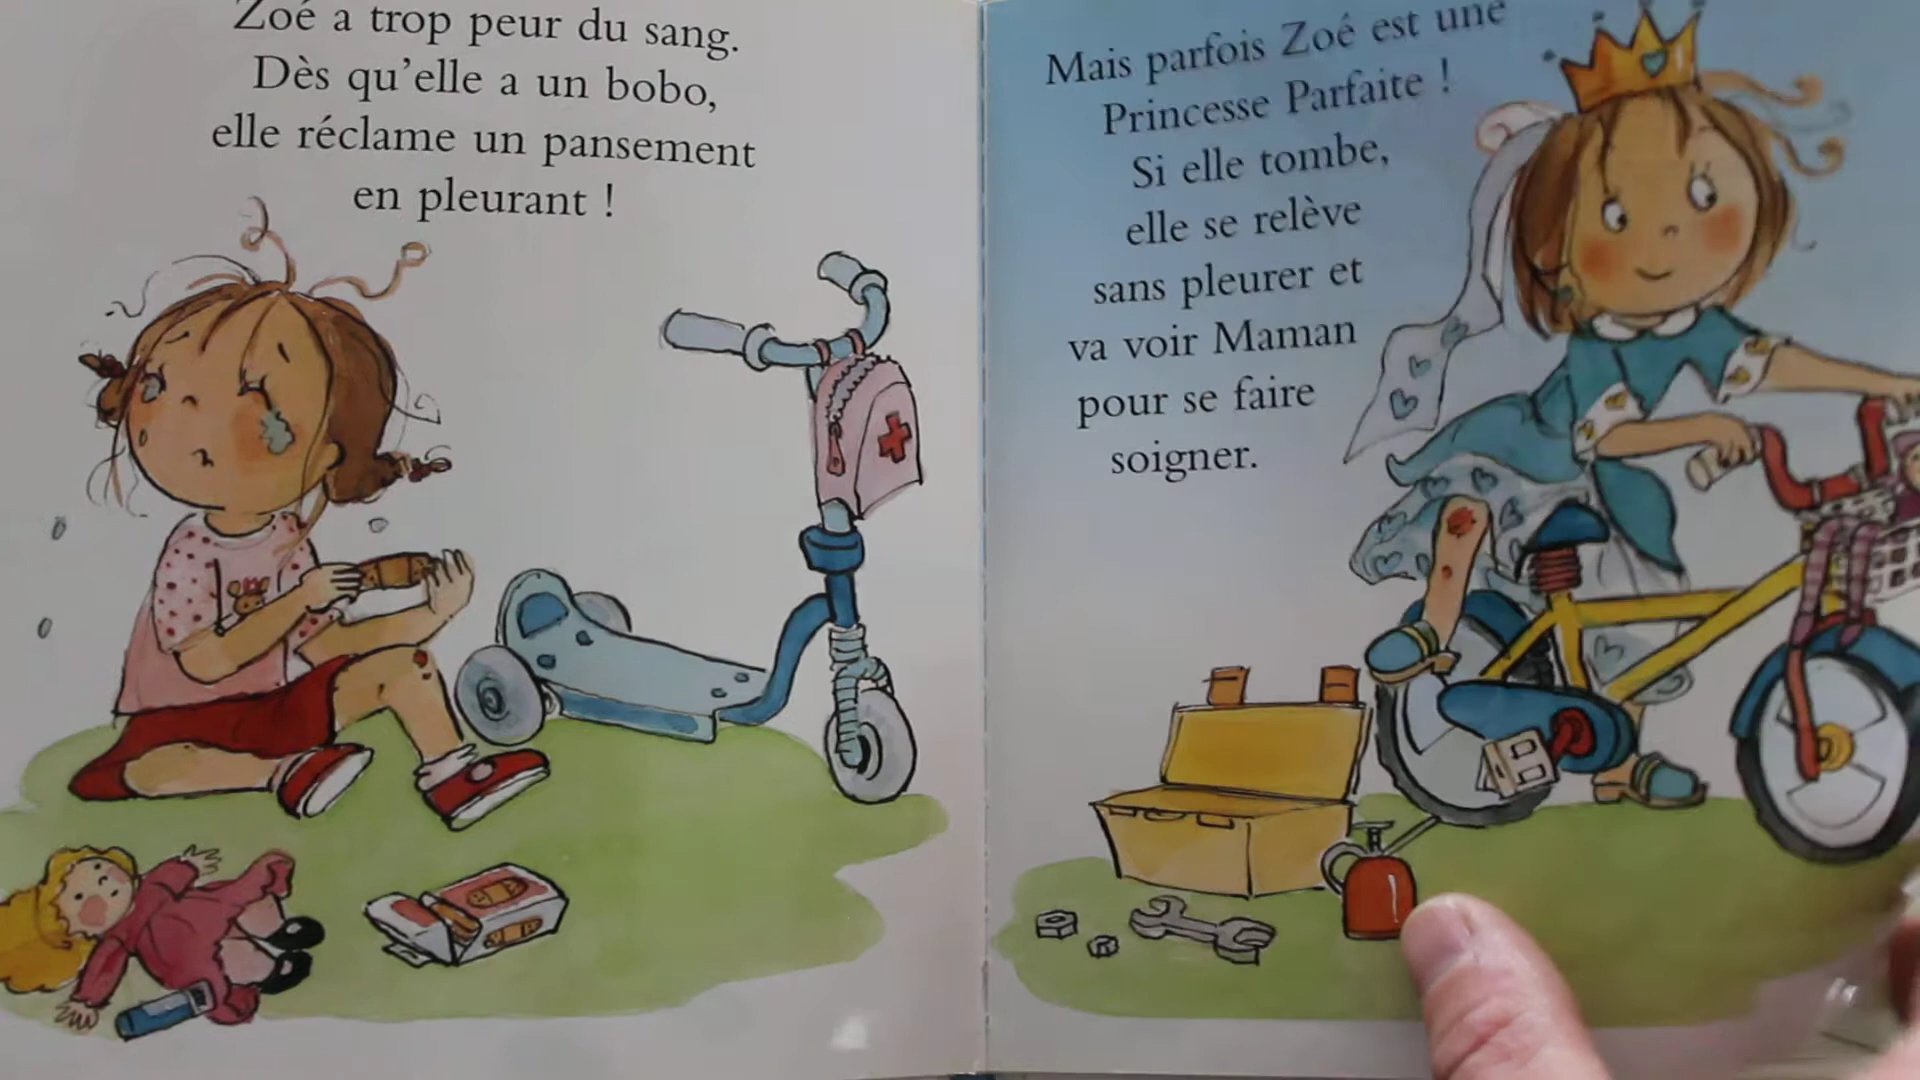 Zoé a trop peur du sang.
Dès qu'elle a un bobo,
elle réclame un pansement
en pleurant !
Mais parfois Zoé est une
Princesse Parfaite !
Si elle tombe,
elle se relève
sans pleurer et
va voir Maman
pour se faire
soigner.